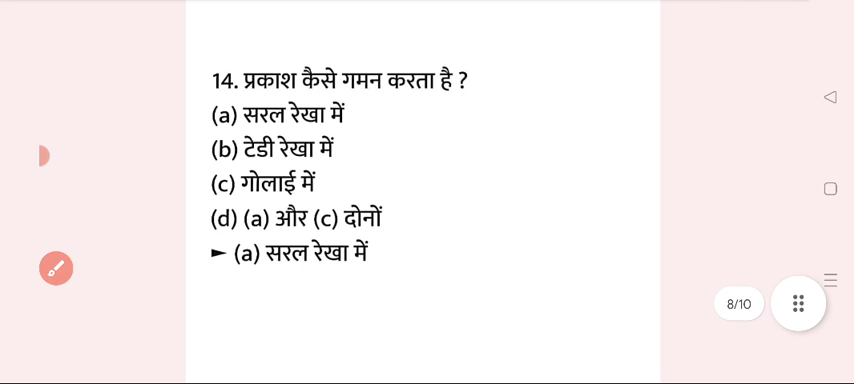 14. प्रकाश कैसे गमन करता है ?
(a) सरल रेखा में
(b) टेडी रेखा में
(c) गोलाई में
(d) (a) और (c) दोनों
► (a) सरल रेखा में
8/10